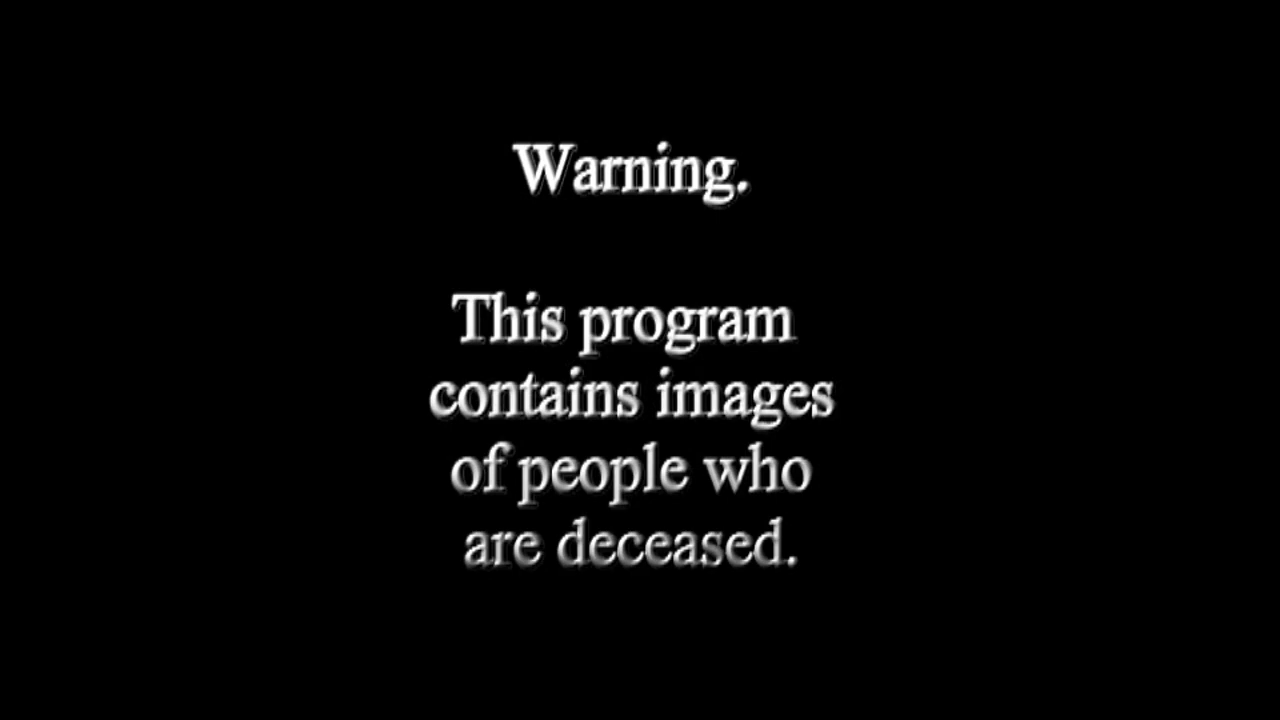 Warning.
This program
contains images
of people who
are deceased.